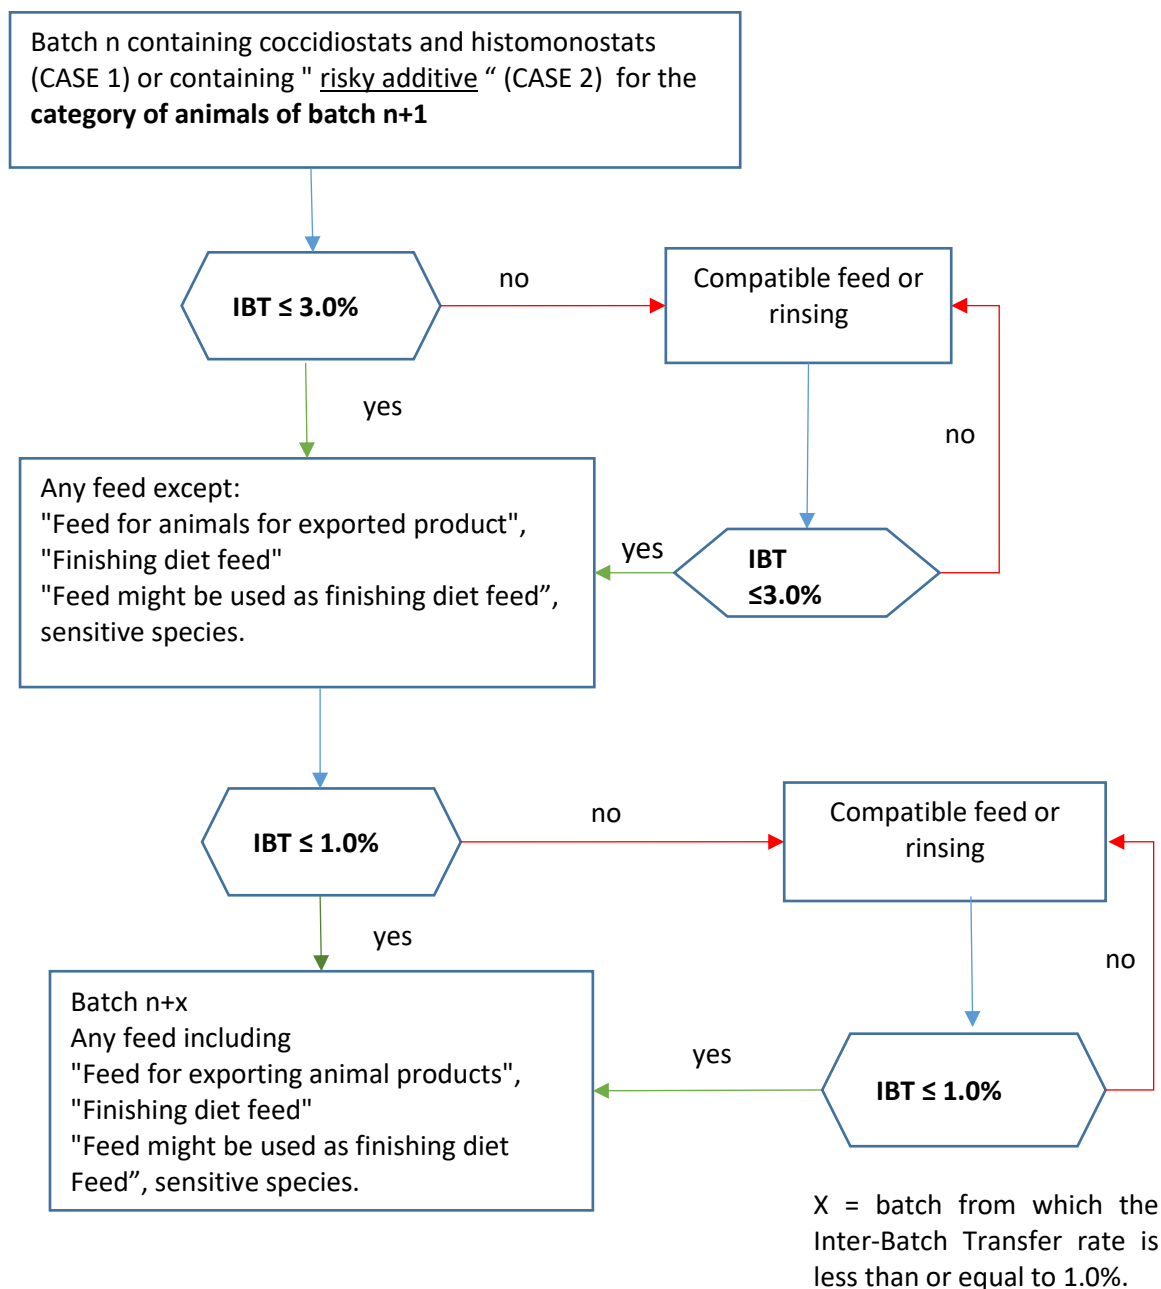 Batch n containing coccidiostats and histomonostats
(CASE 1) or containing " risky additive “ (CASE 2)  for the
category of animals of batch n+1
IBT ≤ 3.0%
no
Compatible feed or
rinsing
yes
no
Any feed except:
"Feed for animals for exported product",
"Finishing diet feed"
"Feed might be used as finishing diet feed”,
sensitive species.
yes
IBT
≤3.0%
IBT ≤ 1.0%
no
Compatible feed or
rinsing
yes
no
Batch n+x
Any feed including
"Feed for exporting animal products",
"Finishing diet feed"
"Feed might be used as finishing diet
Feed”, sensitive species.
yes
IBT ≤ 1.0%
X = batch from which the
Inter-Batch Transfer rate is
less than or equal to 1.0%.